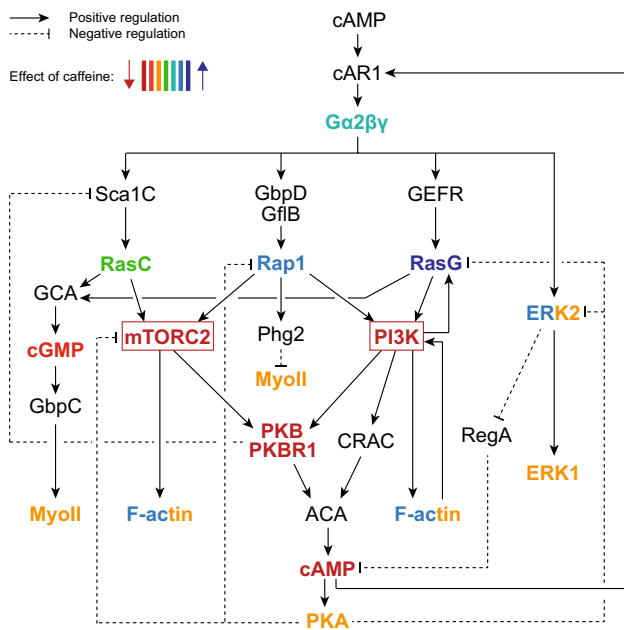 Positive regulation
Negative regulation
Effect of caffeine:
cAMP
cAR1
Gα2βγ
Sca1C
GbpD
GflB
GEFR
RasC
Rap1
RasG
GCA
mTORC2
Phg2
PI3K
ERK2
cGMP
MyoII
GbpC
PKB
PKBR1
CRAC
RegA
ERK1
MyoII
F-actin
ACA
F-actin
cAMP
PKA